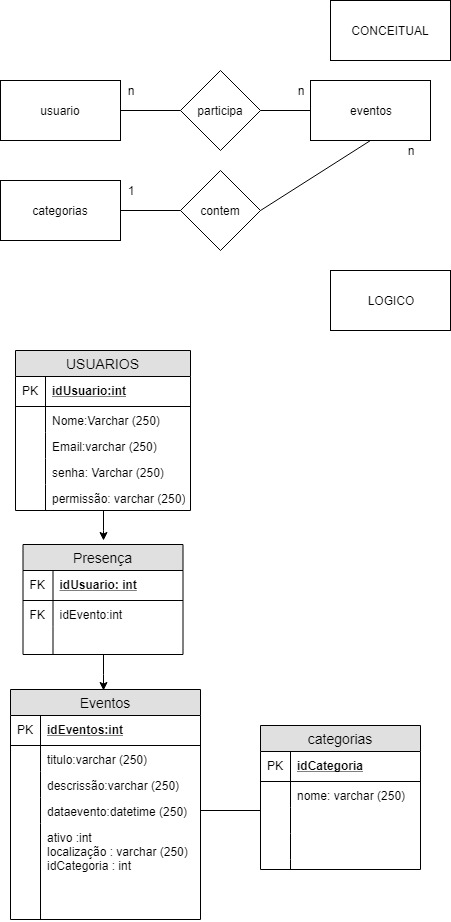 CONCEITUAL
usuario
n
participa
n
eventos
n
categorias
1
contem
LOGICO
USUARIOS
PK idUsuario:int
Nome:Varchar (250)
Email:varchar (250)
senha: Varchar (250)
permissão: varchar (250)
Presença
FK idUsuario: int
FK idEvento:int
Eventos
PK idEventos:int
titulo:varchar (250)
descrissão:varchar (250)
dataevento:datetime (250)
ativo :int
localização : varchar (250)
idCategoria : int
categorias
PK idCategoria
nome: varchar (250)